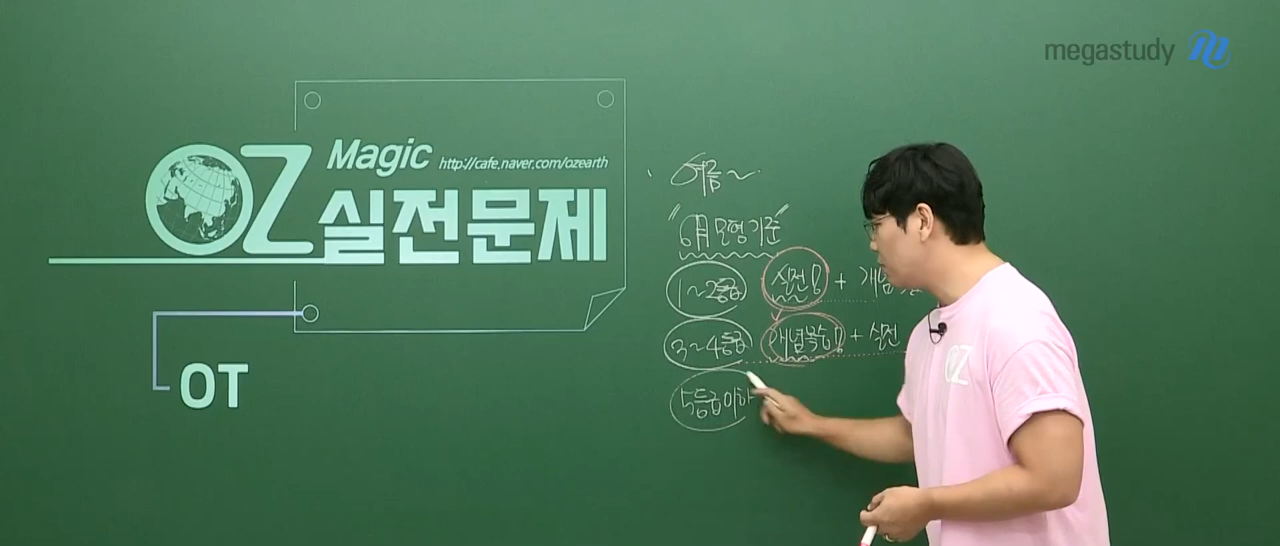 megastudy
OZ Magic http://cafe.naver.com/ozearth
실전문제
OT
여름~
"6月 모평 기준"
1~2등급 실전 + 개념
3~4등급 개념복습 + 실전
5등급 이하
OZ